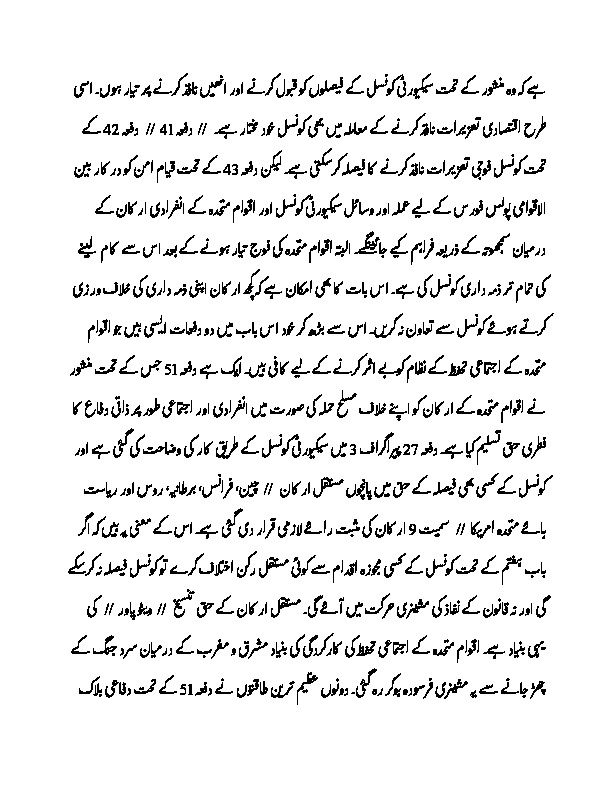 ہے کہ وہ منشور کے تحت سیکیورٹی کونسل کے فیصلوں کو قبول کرنے اور انھیں نافذ کرنے پر تیار ہوں۔ اسی
طرح اقتصادی تعزیرات نافذ کرنے کے معاملہ میں بھی کونسل خود مختار ہے۔ // دفعہ 41 // دفعہ 42 کے
تحت کونسل فوجی تعزیرات نافذ کرنے کا فیصلہ کر سکتی ہے۔ لیکن دفعہ 43 کے تحت قیام امن کو درکار بین
الاقوامی پولس فورس کے لیے عملہ اور وسائل سیکیورٹی کونسل اور اقوام متحدہ کے انفرادی ارکان کے
درمیان سمجھوتہ کے ذریعہ فراہم کیے جائینگے۔ البتہ اقوام متحدہ کی فوج تیار ہونے کے بعد اس سے کام لینے
کی تمام تر ذمہ داری کونسل کی ہے۔ اس بات کا بھی امکان ہے کہ کچھ ارکان اپنی ذمہ داری کی خلاف ورزی
کرتے ہوئے کونسل سے تعاون نہ کریں۔ اس سے بڑھ کر خود اس باب میں دو دفعات ایسی ہیں جو اقوام
متحدہ کے اجتماعی تحفظ کے نظام کو بے اثر کرنے کے لیے کافی ہیں۔ ایک ہے دفعہ 51 جس کے تحت منشور
نے اقوام متحدہ کے ارکان کو اپنے خلاف مسلح حملہ کی صورت میں انفرادی اور اجتماعی طور پر ذاتی دفاع کا
فطری حق تسلیم کیا ہے۔ دفعہ 27 پیراگراف 3 میں سیکیورٹی کونسل کے طریق کار کی وضاحت کی گئی ہے اور
کونسل کے کسی بھی فیصلہ کے حق میں پانچوں مستقل ارکان // چین، فرانس، برطانیہ، روس اور ریاست
ہائے متحدہ امریکا // سمیت 9 ارکان کی مثبت رائے لازمی قرار دی گئی ہے۔ اس کے معنی یہ ہیں کہ اگر
باب ہفتم کے تحت کونسل کے کسی مجوزہ اقدام سے کوئی مستقل رکن اختلاف کرے تو کونسل فیصلہ نہ کر سکے
گی اور نہ قانون کے نفاذ کی مشینری حرکت میں آئے گی۔ مستقل ارکان کے حق تنسیخ // ویٹو پاور // کی
یہی بنیاد ہے۔ اقوام متحدہ کے اجتماعی تحفظ کی کارکردگی کی بنیاد مشرق و مغرب کے درمیان سرد جنگ کے
چھڑ جانے سے یہ مشینری فرسودہ ہو کر رہ گئی۔ دونوں عظیم ترین طاقتوں نے دفعہ 51 کے تحت دفاعی بلاک